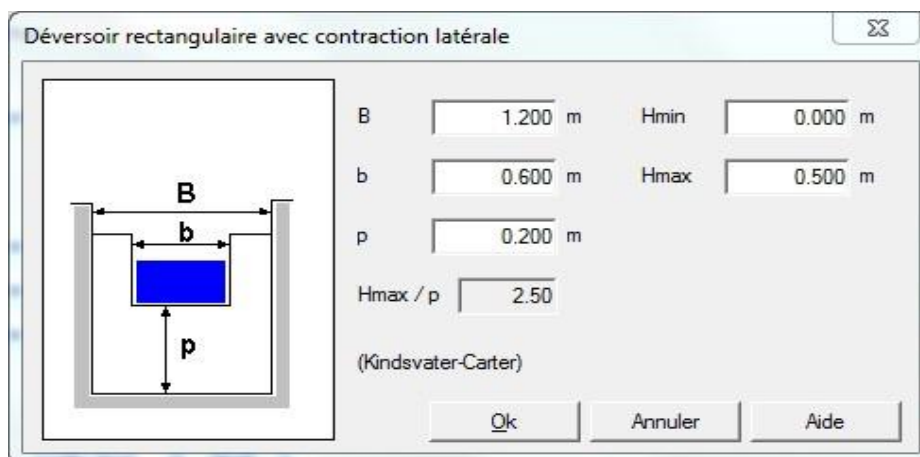 Déversoir rectangulaire avec contraction latérale
B 1.200 m Hmin 0.000 m
b 0.600 m Hmax 0.500 m
p 0.200 m
Hmax / p 2.50
(Kindsvater-Carter)
Ok Annuler Aide
B
b
p